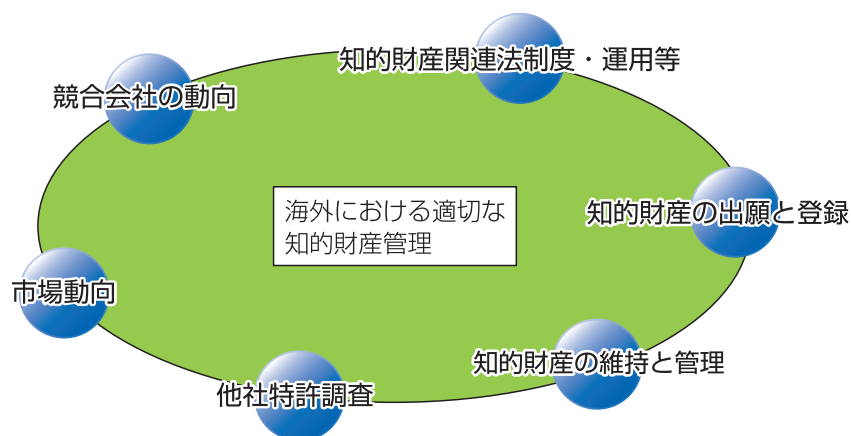 知的財産関連法制度・運用等
競合会社の動向
海外における適切な
知的財産管理
知的財産の出願と登録
市場動向
知的財産の維持と管理
他社特許調査